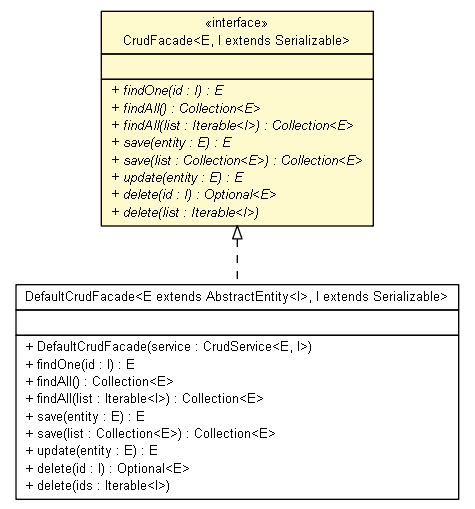 «interface»
CrudFacade<E, I extends Serializable>
+ findOne(id : I) : E
+ findAll() : Collection<E>
+ findAll(list : Iterable<I>) : Collection<E>
+ save(entity : E) : E
+ save(list : Collection<E>) : Collection<E>
+ update(entity : E) : E
+ delete(id : I) : Optional<E>
+ delete(list : Iterable<I>)
DefaultCrudFacade<E extends AbstractEntity<I>, I extends Serializable>
+ DefaultCrudFacade(service : CrudService<E, I>)
+ findOne(id : I) : E
+ findAll() : Collection<E>
+ findAll(list : Iterable<I>) : Collection<E>
+ save(entity : E) : E
+ save(list : Collection<E>) : Collection<E>
+ update(entity : E) : E
+ delete(id : I) : Optional<E>
+ delete(ids : Iterable<I>)